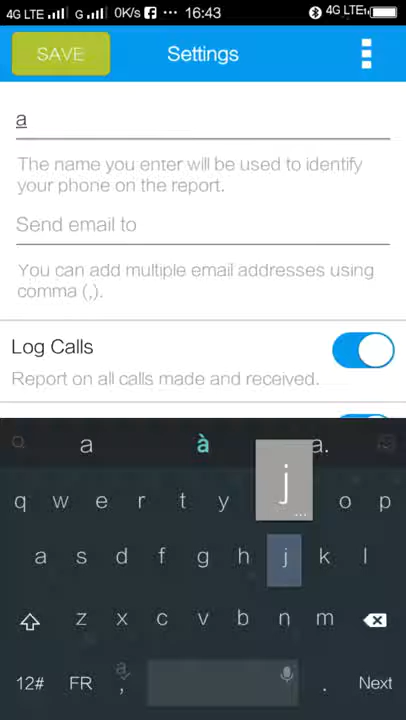 4G LTE G 0K/s ... 16:43 4G LTE
SAVE Settings
a
The name you enter will be used to identify
your phone on the report.
Send email to
You can add multiple email addresses using
comma (,).
Log Calls
Report on all calls made and received.
a à a.
j
q w e r t y o p
a s d f g h j k l
z x c v b n m
12# FR , . Next